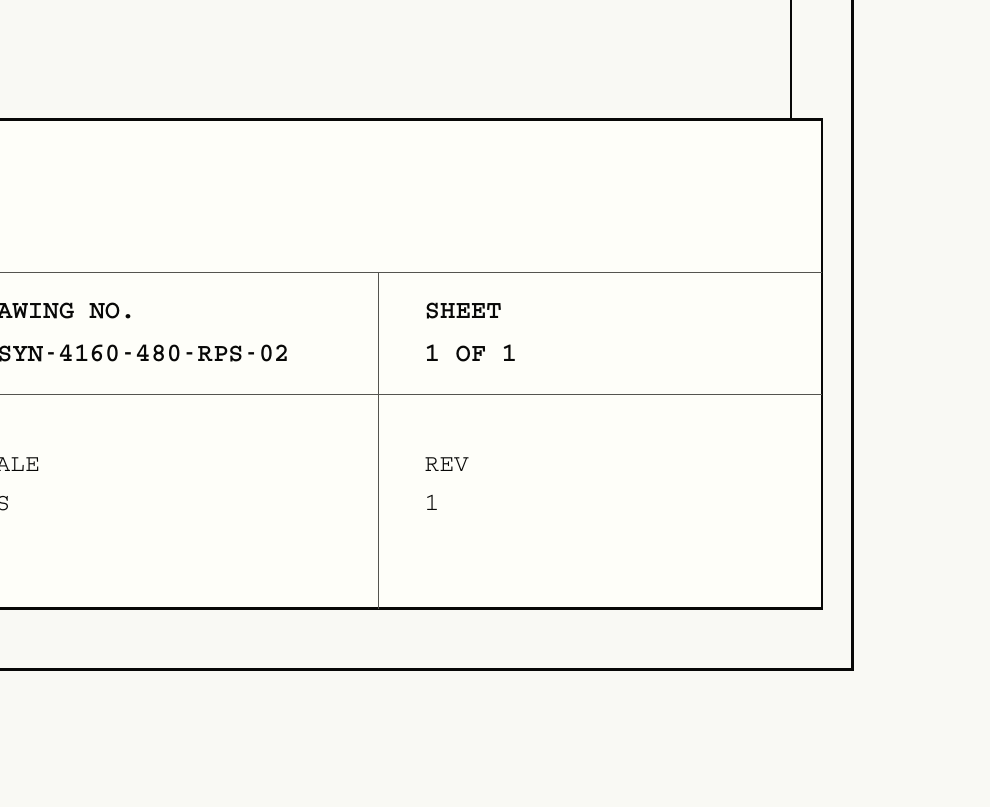 AWING NO.
SYN-4160-480-RPS-02
SHEET
1 OF 1
ALE
S
REV
1